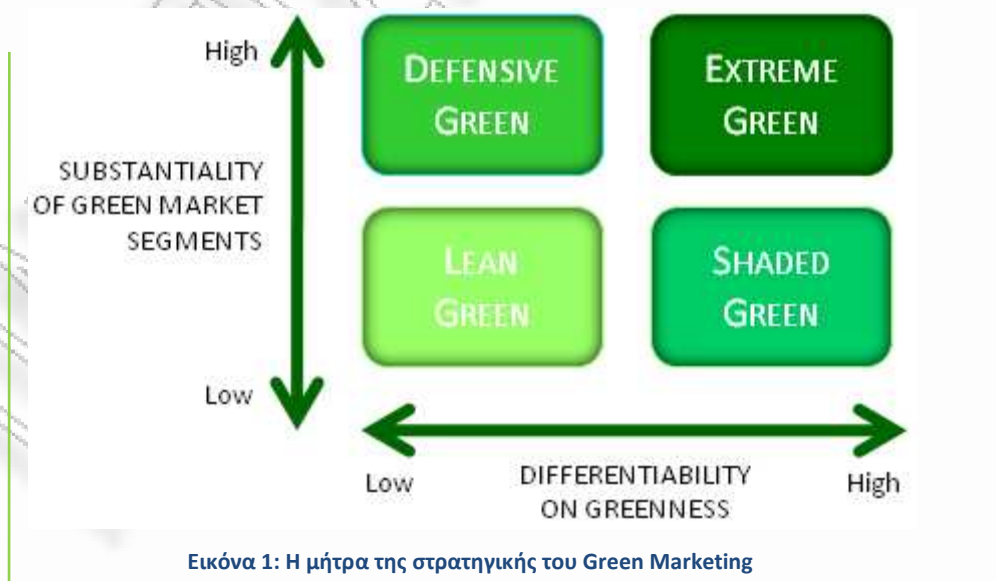 High
DEFENSIVE
GREEN
EXTREME
GREEN
SUBSTANTIALITY
OF GREEN MARKET
SEGMENTS
LEAN
GREEN
SHADED
GREEN
Low
Low
DIFFERENTIABILITY
ON GREENNESS
High
Εικόνα 1: Η μήτρα της στρατηγικής του Green Marketing